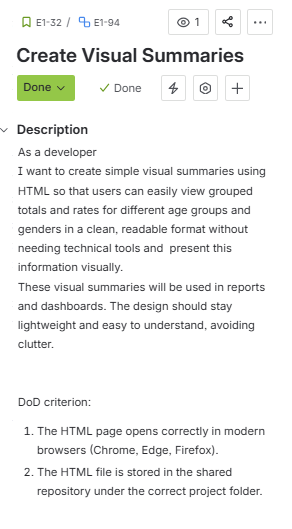 E1-32 / E1-94
1
Create Visual Summaries
Done
Done
Description
As a developer
I want to create simple visual summaries using
HTML so that users can easily view grouped
totals and rates for different age groups and
genders in a clean, readable format without
needing technical tools and  present this
information visually.
These visual summaries will be used in reports
and dashboards. The design should stay
lightweight and easy to understand, avoiding
clutter.
DoD criterion:
1. The HTML page opens correctly in modern
browsers (Chrome, Edge, Firefox).
2. The HTML file is stored in the shared
repository under the correct project folder.